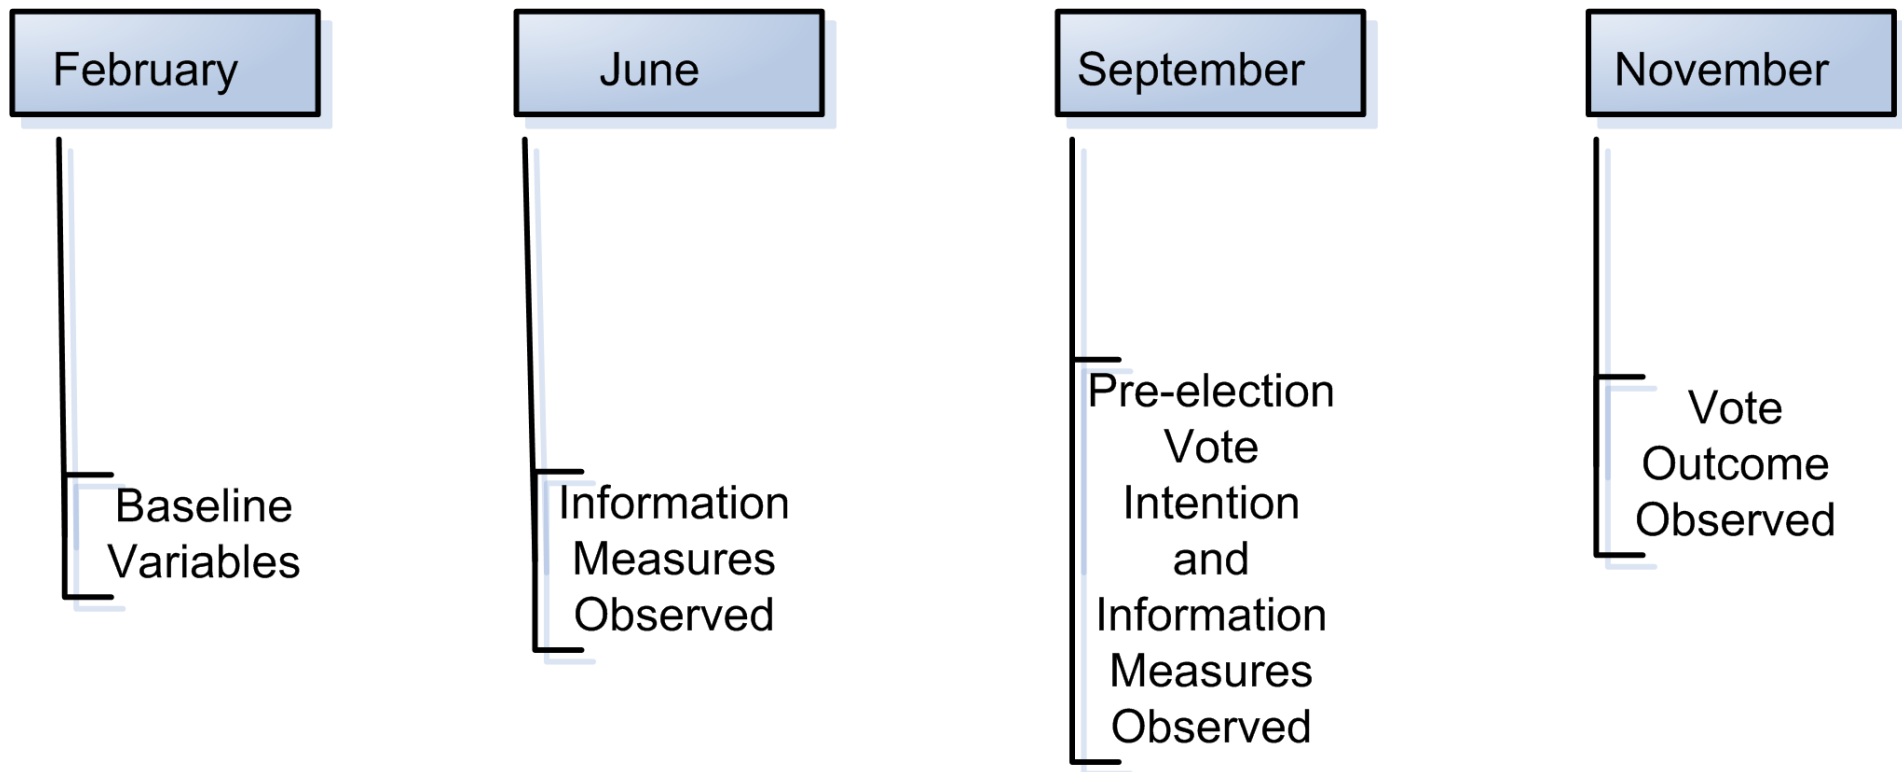 February
June
September
November
Baseline
Variables
Information
Measures
Observed
Pre-election
Vote
Intention
and
Information
Measures
Observed
Vote
Outcome
Observed